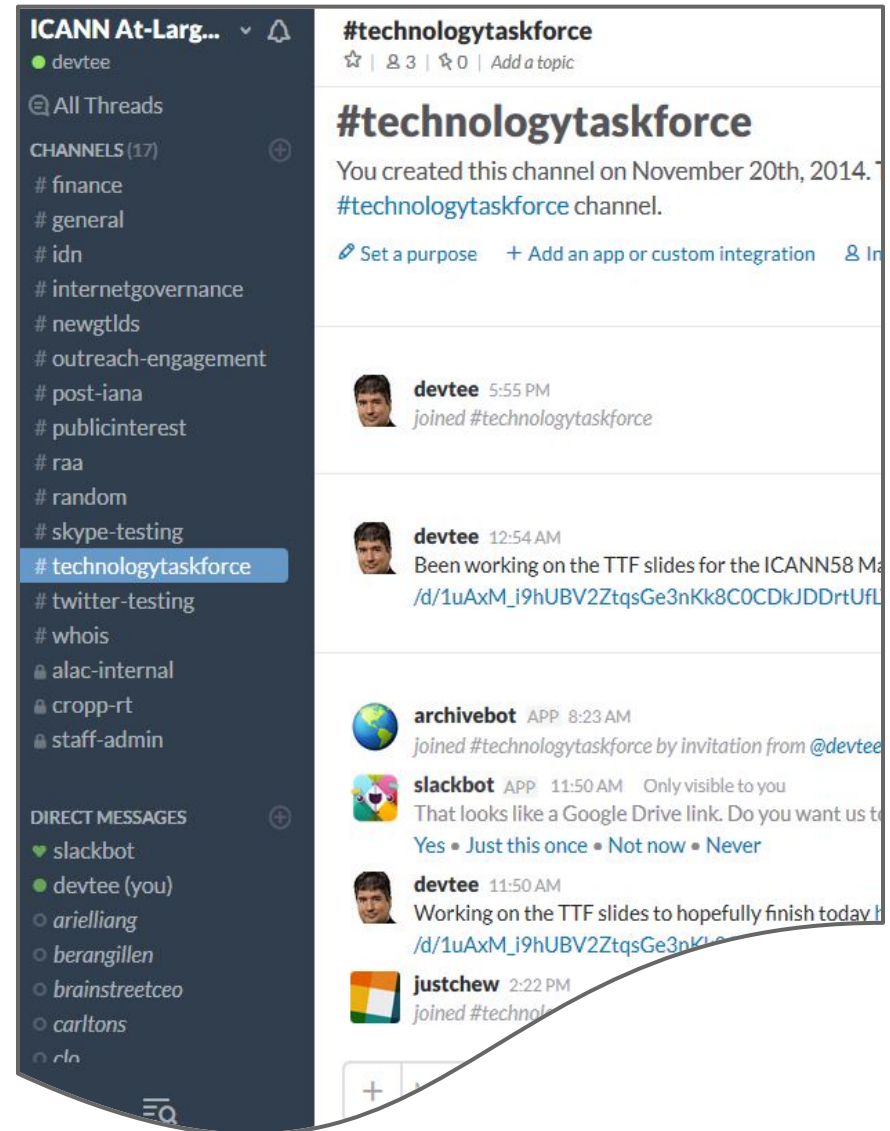 ICANN At-Larg...
devtee
All Threads
CHANNELS (17)
# finance
# general
# idn
# internetgovernance
# newgtlds
# outreach-engagement
# post-iana
# publicinterest
# raa
# random
# skype-testing
# technologytaskforce
# twitter-testing
# whois
alac-internal
cropp-rt
staff-admin
DIRECT MESSAGES
slackbot
devtee (you)
arielliang
berangillen
brainstreetceo
carltons
clo
#technologytaskforce
3 | 0 | Add a topic
#technologytaskforce
You created this channel on November 20th, 2014.
#technologytaskforce channel.
Set a purpose + Add an app or custom integration
devtee 5:55 PM
joined #technologytaskforce
devtee 12:54 AM
Been working on the TTF slides for the ICANN58 Ma
/d/1uAxM_i9hUBV2ZtqsGe3nKk8C0CDkJDDrtUfL
archivebot APP 8:23 AM
joined #technologytaskforce by invitation from @devtee
slackbot APP 11:50 AM Only visible to you
That looks like a Google Drive link. Do you want us to
Yes • Just this once • Not now • Never
devtee 11:50 AM
Working on the TTF slides to hopefully finish today
/d/1uAxM_i9hUBV2ZtqsGe3nKk
justchew 2:22 PM
joined #technolo
+